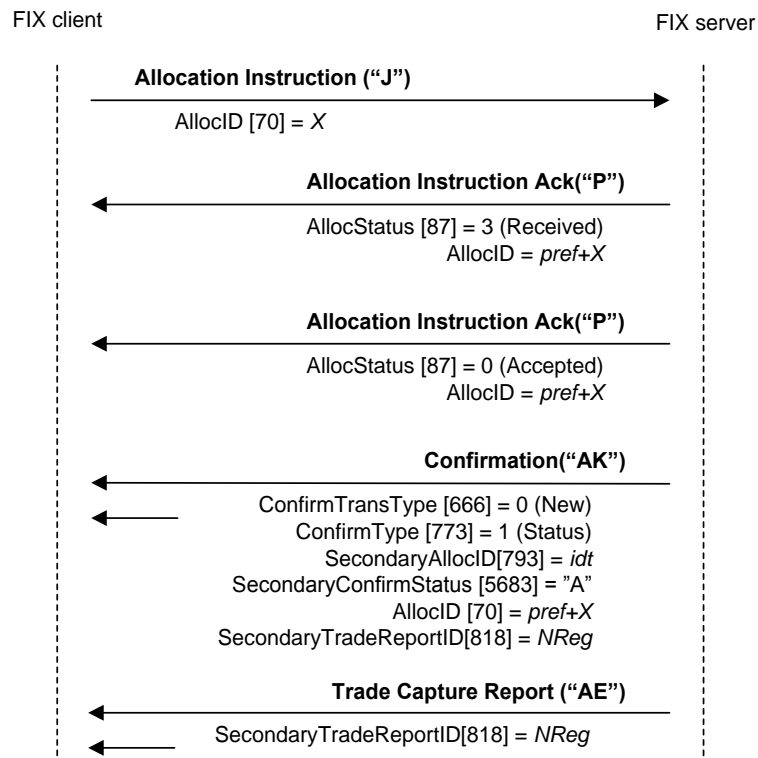 FIX client
FIX server
Allocation Instruction (“J”)
AllocID [70] = X
Allocation Instruction Ack(“P”)
AllocStatus [87] = 3 (Received)
AllocID = pref+X
Allocation Instruction Ack(“P”)
AllocStatus [87] = 0 (Accepted)
AllocID = pref+X
Confirmation(“AK”)
ConfirmTransType [666] = 0 (New)
ConfirmType [773] = 1 (Status)
SecondaryAllocID[793] = idt
SecondaryConfirmStatus [5683] = ”A”
AllocID [70] = pref+X
SecondaryTradeReportID[818] = NReg
Trade Capture Report (“AE”)
SecondaryTradeReportID[818] = NReg